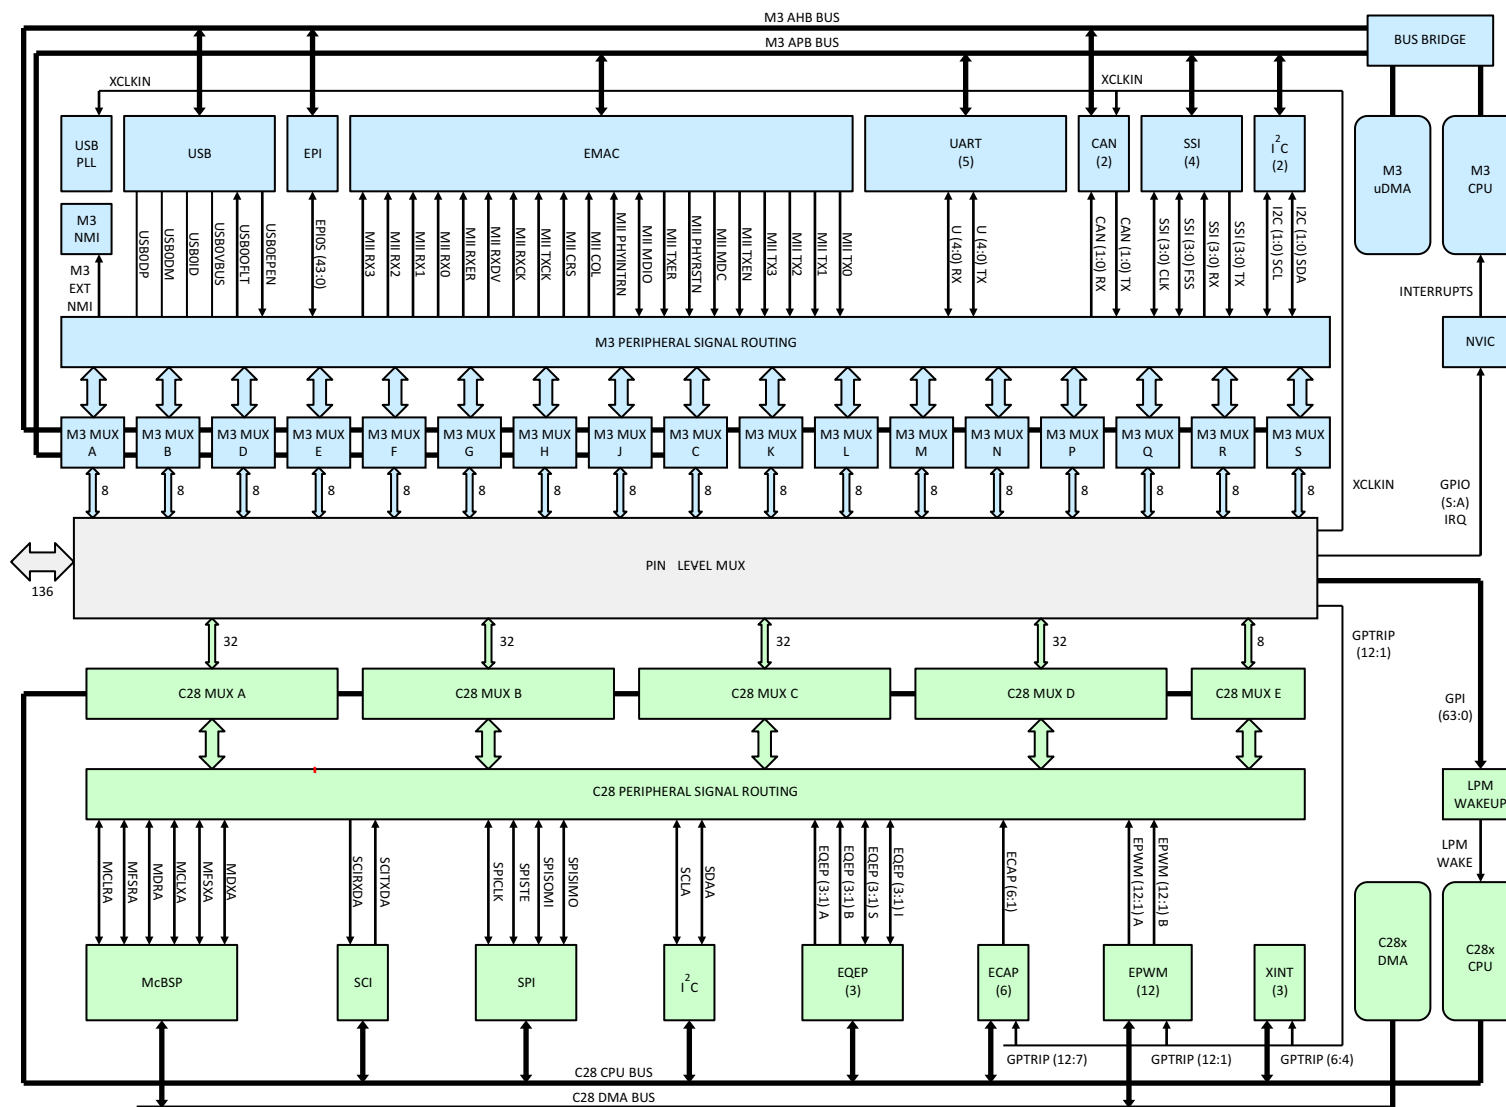 M3 AHB BUS
M3 APB BUS
BUS BRIDGE
XCLKIN
XCLKIN
USB
PLL
USB
EPI
EMAC
UART
(5)
CAN
(2)
SSI
(4)
I2C
(2)
M3
uDMA
M3
CPU
M3
NMI
M3
EXT
NMI
USB0DP
USB0DM
USB0ID
USB0VBUS
USB0OFLT
USB0EPEN
EPI0S (43:0)
MII RX3
MII RX2
MII RX1
MII RX0
MII RXER
MII RXDV
MII RXCK
MII TXCK
MII CRS
MII COL
MII PHYINTRN
MII MDIO
MII TXER
MII PHYRSTN
MII MDC
MII TXEN
MII TX3
MII TX2
MII TX1
MII TX0
U (4:0) RX
U (4:0) TX
CAN (1:0) RX
CAN (1:0) TX
SSI (3:0) CLK
SSI (3:0) FSS
SSI (3:0) RX
SSI (3:0) TX
I2C (1:0) SCL
I2C (1:0) SDA
INTERRUPTS
NVIC
M3 PERIPHERAL SIGNAL ROUTING
M3 MUX
A
M3 MUX
B
M3 MUX
D
M3 MUX
E
M3 MUX
F
M3 MUX
G
M3 MUX
H
M3 MUX
J
M3 MUX
C
M3 MUX
K
M3 MUX
L
M3 MUX
M
M3 MUX
N
M3 MUX
P
M3 MUX
Q
M3 MUX
R
M3 MUX
S
8 8 8 8 8 8 8 8 8 8 8 8 8 8 8 8 8
XCLKIN
GPIO
(S:A)
IRQ
PIN LEVEL MUX
136
32 32 32 32 8
GPTRIP
(12:1)
GPI
(63:0)
C28 MUX A
C28 MUX B
C28 MUX C
C28 MUX D
C28 MUX E
C28 PERIPHERAL SIGNAL ROUTING
LPM
WAKEUP
LPM
WAKE
MCLRA
MFSRA
MDRA
MCLXA
MFSXA
MDXA
SCIRXDA
SCITXDA
SPICLK
SPISTE
SPISOMI
SPISIMO
SCLA
SDAA
EQEP (3:1) A
EQEP (3:1) B
EQEP (3:1) S
EQEP (3:1) I
ECAP (6:1)
EPWM (12:1) A
EPWM (12:1) B
McBSP
SCI
SPI
I2C
EQEP
(3)
ECAP
(6)
EPWM
(12)
XINT
(3)
C28x
DMA
C28x
CPU
GPTRIP (12:7)
GPTRIP (12:1)
GPTRIP (6:4)
C28 CPU BUS
C28 DMA BUS